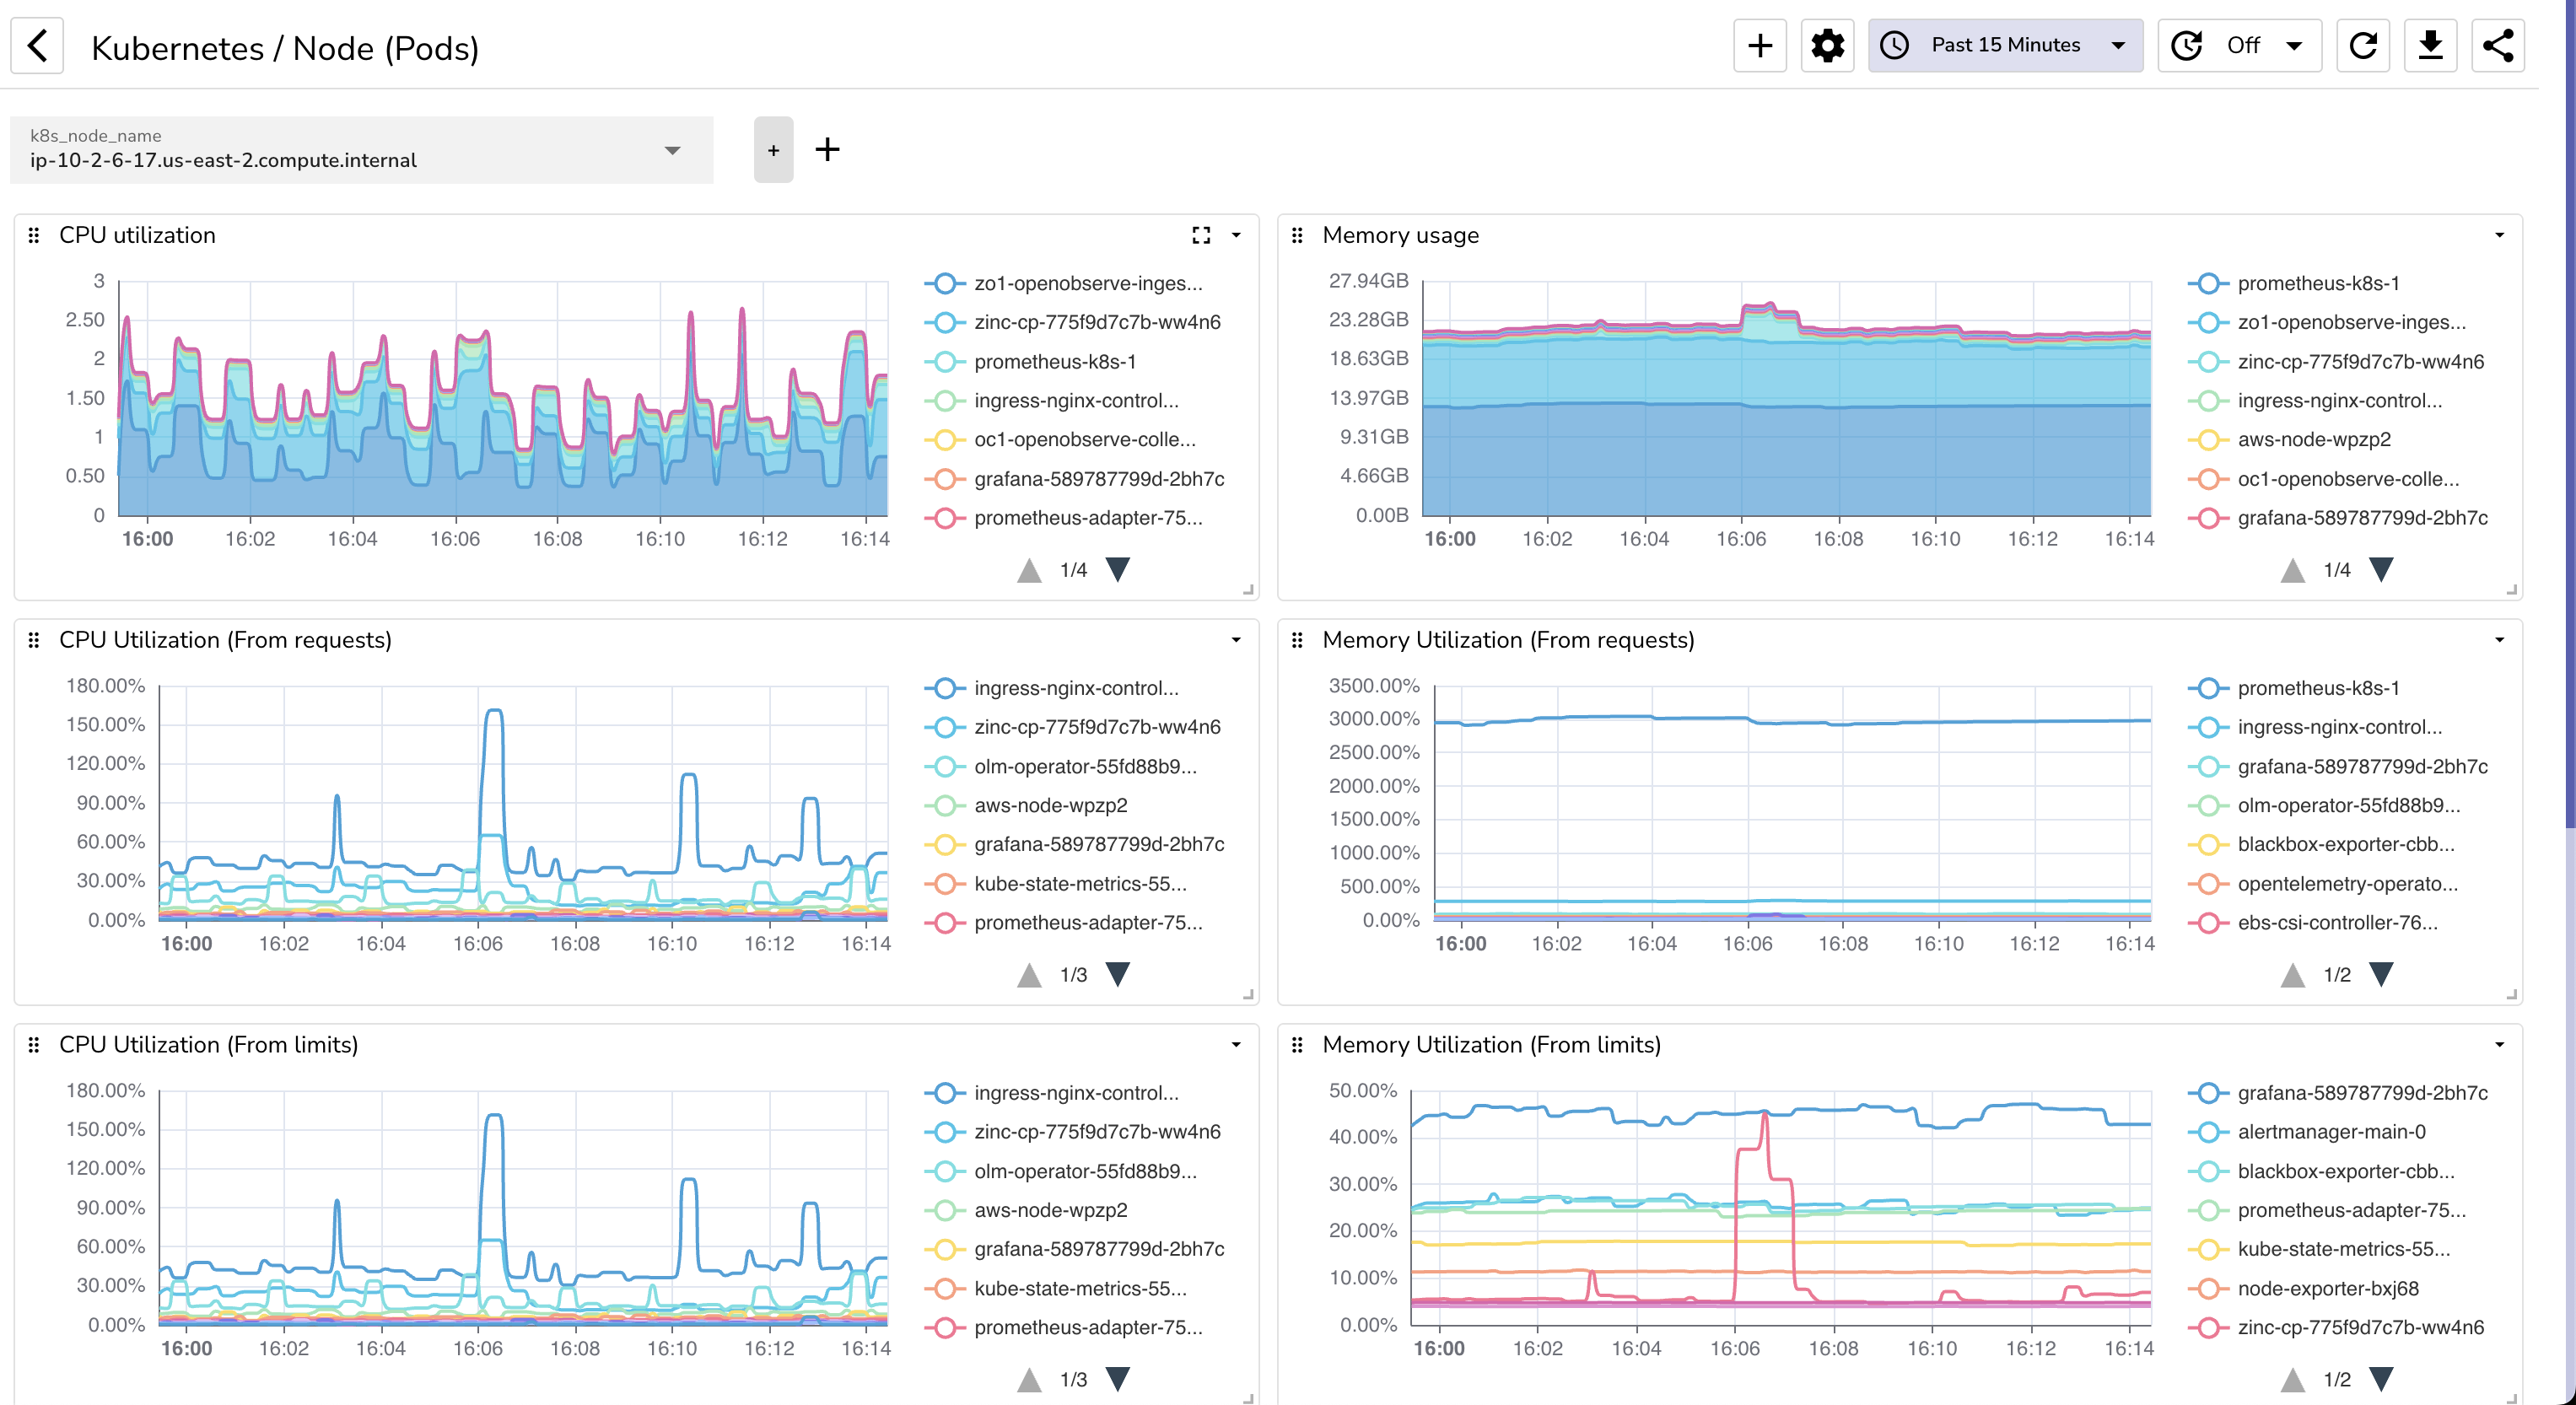 Kubernetes / Node (Pods)
Past 15 Minutes
Off
k8s_node_name
ip-10-2-6-17.us-east-2.compute.internal
+
CPU utilization
3
2.50
2
1.50
1
0.50
0
16:00 16:02 16:04 16:06 16:08 16:10 16:12 16:14
zo1-openobserve-inges...
zinc-cp-775f9d7c7b-ww4n6
prometheus-k8s-1
ingress-nginx-control...
oc1-openobserve-colle...
grafana-589787799d-2bh7c
prometheus-adapter-75...
1/4
Memory usage
27.94GB
23.28GB
18.63GB
13.97GB
9.31GB
4.66GB
0.00B
16:00 16:02 16:04 16:06 16:08 16:10 16:12 16:14
prometheus-k8s-1
zo1-openobserve-inges...
zinc-cp-775f9d7c7b-ww4n6
ingress-nginx-control...
aws-node-wpzp2
oc1-openobserve-colle...
grafana-589787799d-2bh7c
1/4
CPU Utilization (From requests)
180.00%
150.00%
120.00%
90.00%
60.00%
30.00%
0.00%
16:00 16:02 16:04 16:06 16:08 16:10 16:12 16:14
ingress-nginx-control...
zinc-cp-775f9d7c7b-ww4n6
olm-operator-55fd88b9...
aws-node-wpzp2
grafana-589787799d-2bh7c
kube-state-metrics-55...
prometheus-adapter-75...
1/3
Memory Utilization (From requests)
3500.00%
3000.00%
2500.00%
2000.00%
1500.00%
1000.00%
500.00%
0.00%
16:00 16:02 16:04 16:06 16:08 16:10 16:12 16:14
prometheus-k8s-1
ingress-nginx-control...
grafana-589787799d-2bh7c
olm-operator-55fd88b9...
blackbox-exporter-cbb...
opentelemetry-operato...
ebs-csi-controller-76...
1/2
CPU Utilization (From limits)
180.00%
150.00%
120.00%
90.00%
60.00%
30.00%
0.00%
16:00 16:02 16:04 16:06 16:08 16:10 16:12 16:14
ingress-nginx-control...
zinc-cp-775f9d7c7b-ww4n6
olm-operator-55fd88b9...
aws-node-wpzp2
grafana-589787799d-2bh7c
kube-state-metrics-55...
prometheus-adapter-75...
1/3
Memory Utilization (From limits)
50.00%
40.00%
30.00%
20.00%
10.00%
0.00%
16:00 16:02 16:04 16:06 16:08 16:10 16:12 16:14
grafana-589787799d-2bh7c
alertmanager-main-0
blackbox-exporter-cbb...
prometheus-adapter-75...
kube-state-metrics-55...
node-exporter-bxj68
zinc-cp-775f9d7c7b-ww4n6
1/2